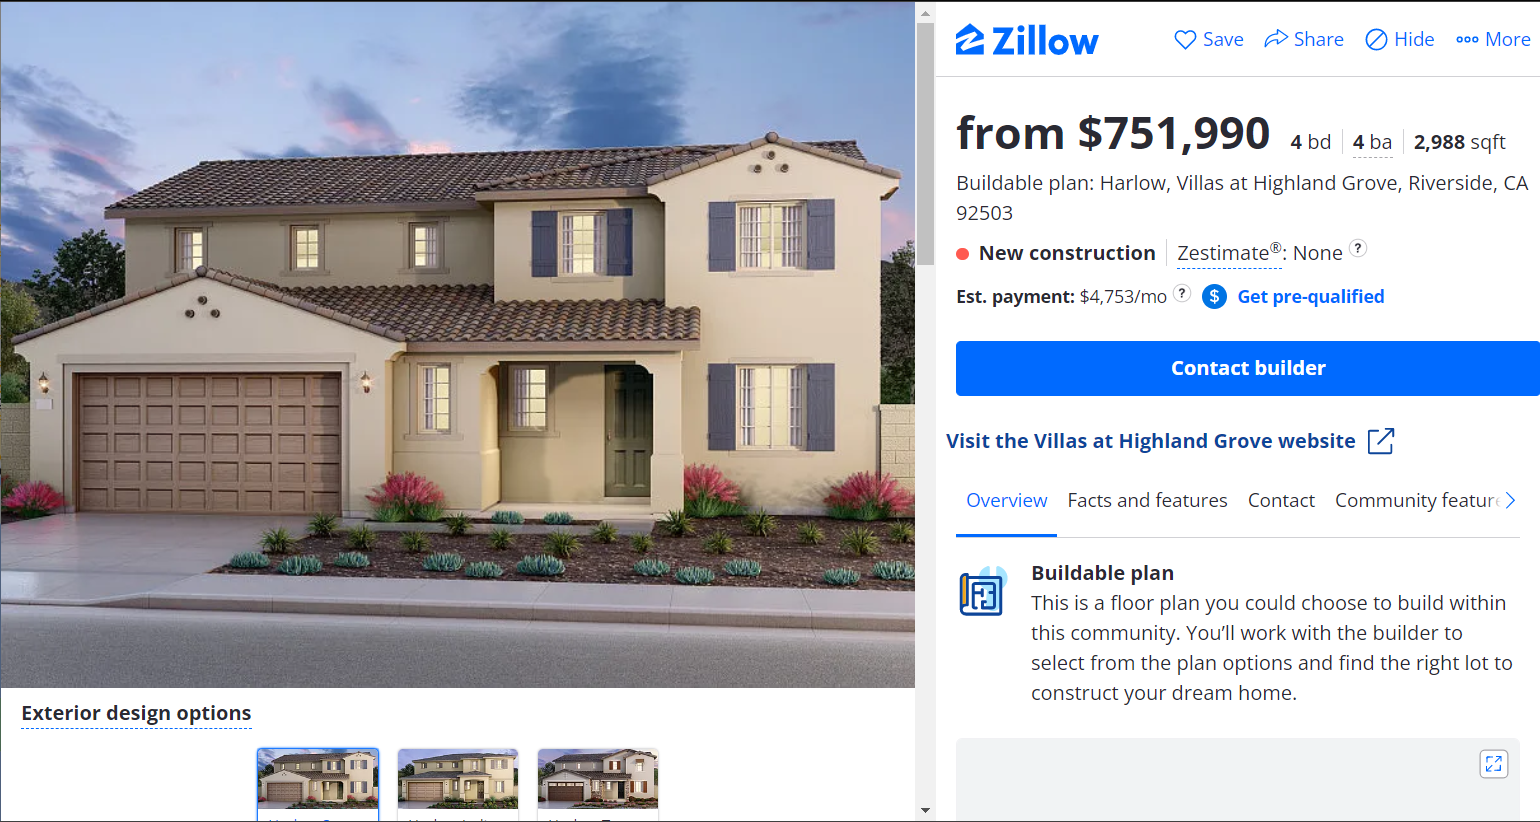 Zillow
Save
Share
Hide
More
from $751,990
4 bd
4 ba
2,988 sqft
Buildable plan: Harlow, Villas at Highland Grove, Riverside, CA
92503
New construction
Zestimate®: None ?
Est. payment: $4,753/mo ?
$ Get pre-qualified
Contact builder
Visit the Villas at Highland Grove website
Overview
Facts and features
Contact
Community featur
Buildable plan
This is a floor plan you could choose to build within
this community. You’ll work with the builder to
select from the plan options and find the right lot to
construct your dream home.
Exterior design options